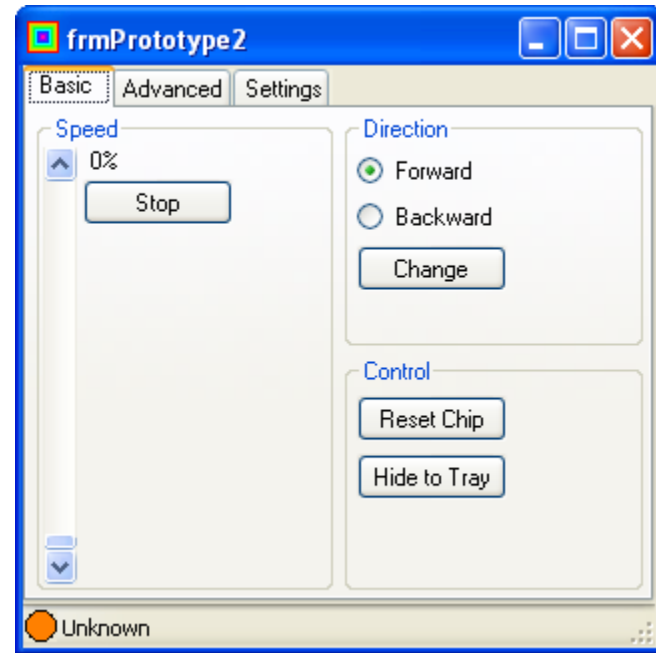 frmPrototype2
Basic Advanced Settings
Speed
0%
Stop
Direction
Forward
Backward
Change
Control
Reset Chip
Hide to Tray
Unknown